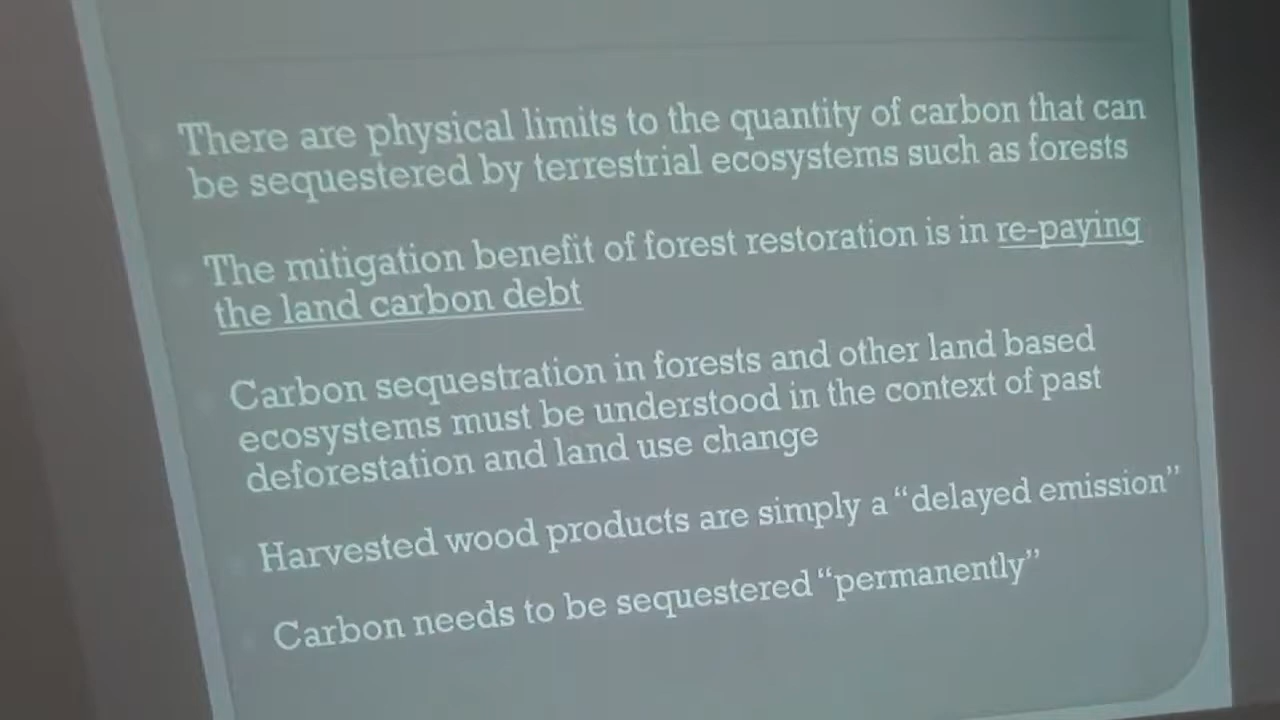 There are physical limits to the quantity of carbon that can
be sequestered by terrestrial ecosystems such as forests
The mitigation benefit of forest restoration is in re-paying
the land carbon debt
Carbon sequestration in forests and other land based
ecosystems must be understood in the context of past
deforestation and land use change
Harvested wood products are simply a “delayed emission”
Carbon needs to be sequestered “permanently”